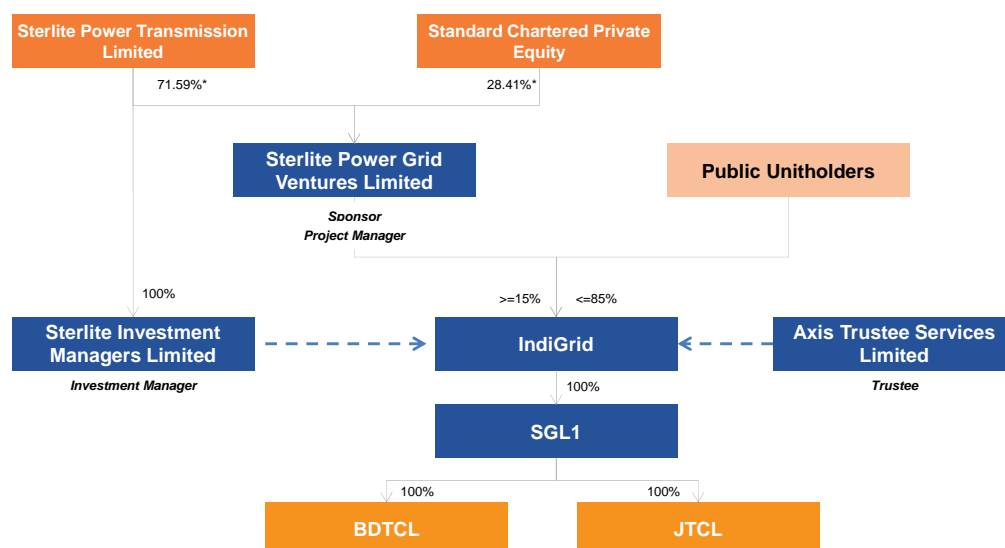 Sterlite Power Transmission
Limited
Standard Chartered Private
Equity
71.59%*
28.41%*
Sterlite Power Grid
Ventures Limited
Public Unitholders
Sponsor
Project Manager
100%
>=15%
<=85%
Sterlite Investment
Managers Limited
IndiGrid
Axis Trustee Services
Limited
Investment Manager
Trustee
100%
SGL1
100%
100%
BDTCL
JTCL